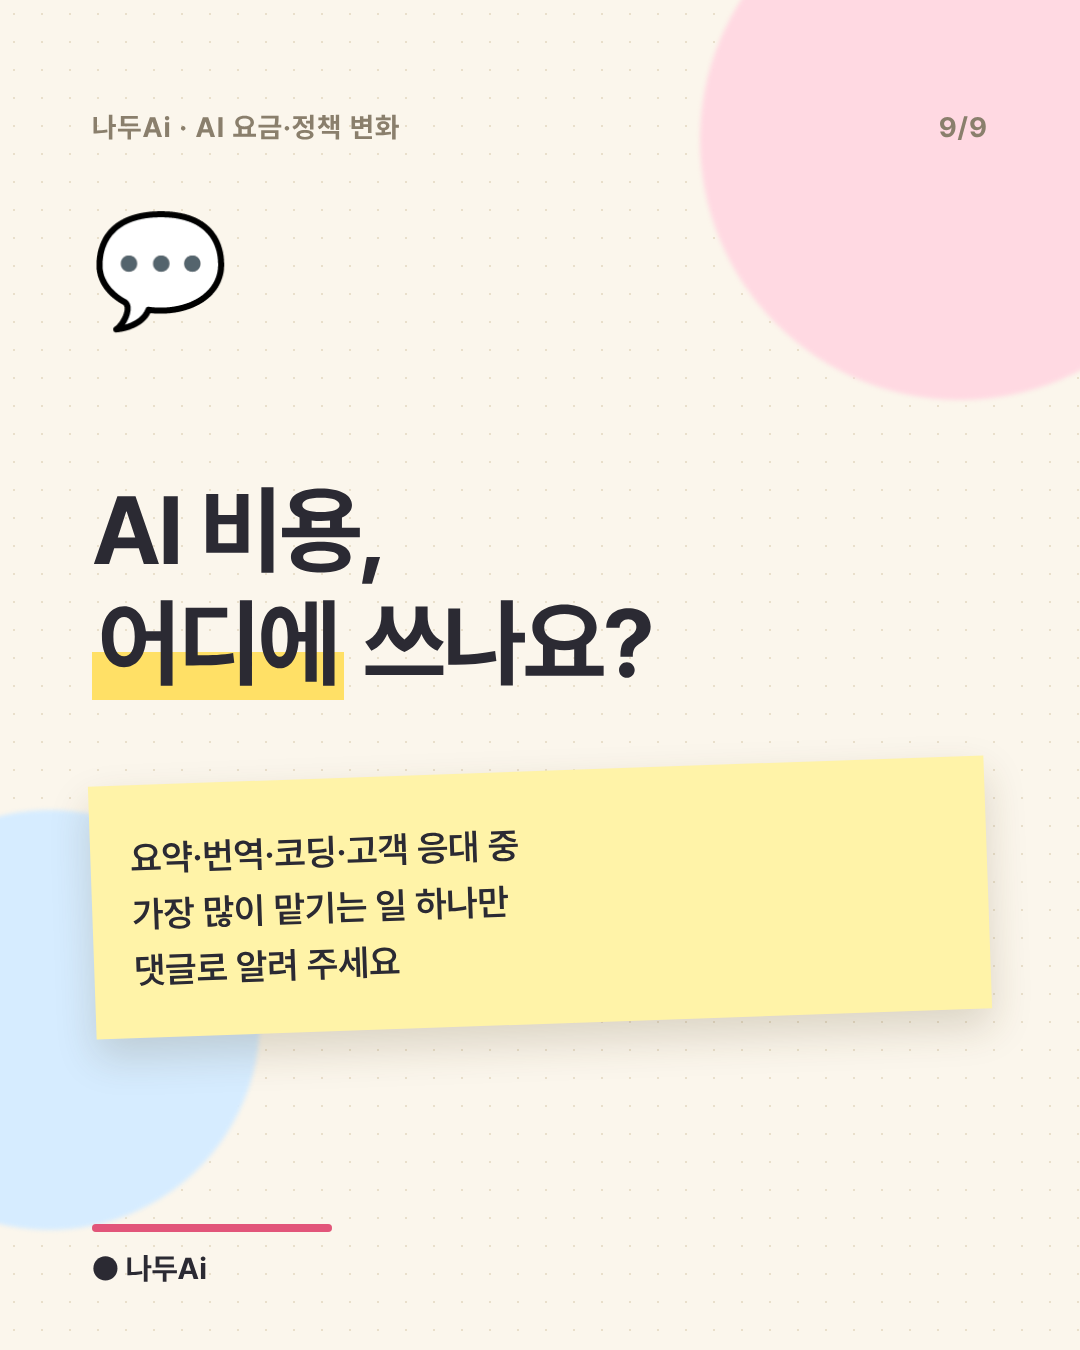 나두Ai · AI 요금·정책 변화
9/9
AI 비용,
어디에 쓰나요?
요약·번역·코딩·고객 응대 중
가장 많이 맡기는 일 하나만
댓글로 알려 주세요
나두Ai